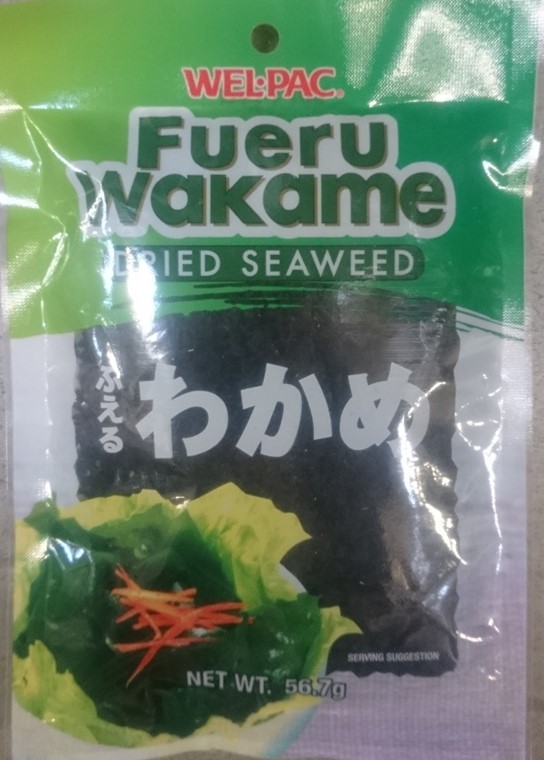 WEL·PAC.
Fueru
Wakame
DRIED SEAWEED
ふえる
わかめ
SERVING SUGGESTION
NET WT. 56.7g